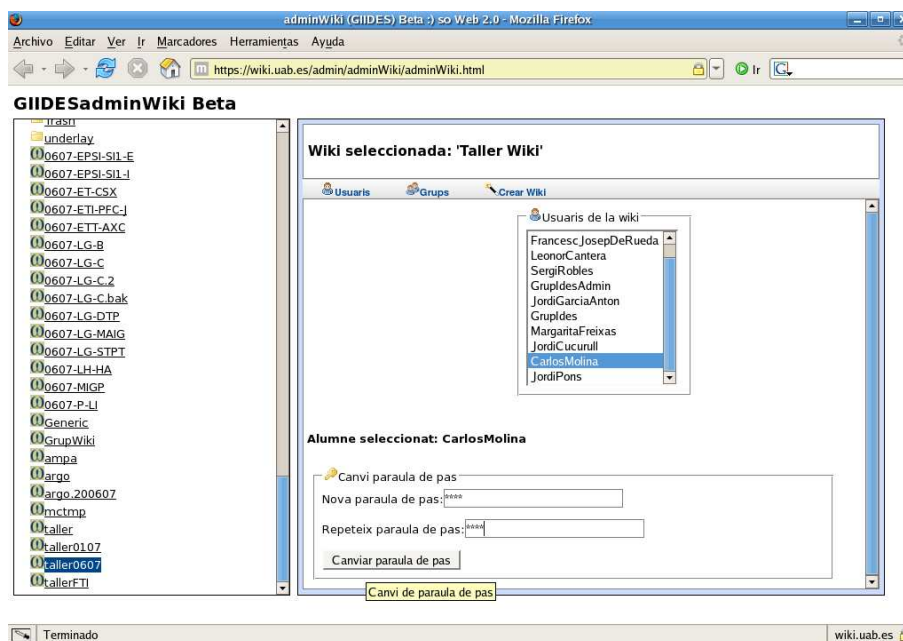 adminWiki (GIIDES) Beta :) so Web 2.0 - Mozilla Firefox
Archivo Editar Ver Ir Marcadores Herramientas Ayuda
https://wiki.uab.es/admin/adminWiki/adminWiki.html
Ir
GIIDESadminWiki Beta
Trash
underlay
0607-EPSI-SI1-E
0607-EPSI-SI1-I
0607-ET-CSX
0607-ETI-PFC-J
0607-ETT-AXC
0607-LG-B
0607-LG-C
0607-LG-C.2
0607-LG-C.bak
0607-LG-DTP
0607-LG-MAIG
0607-LG-STPT
0607-LH-HA
0607-MIGP
0607-P-LI
Generic
GrupWiki
ampa
argo
argo.200607
mctmp
taller
taller0107
taller0607
tallerFTI
Wiki seleccionada: 'Taller Wiki'
Usuaris Grups Crear Wiki
Usuaris de la wiki
FrancescJosepDeRueda
LeonorCantera
SergiRobles
GrupIdesAdmin
JordiGarciaAnton
GrupIdes
MargaritaFreixas
JordiCucurull
CarlosMolina
JordiPons
Alumne seleccionat: CarlosMolina
Canvi paraula de pas
Nova paraula de pas: ****
Repeteix paraula de pas: ****
Canviar paraula de pas
Canvi de paraula de pas
Terminado
wiki.uab.es